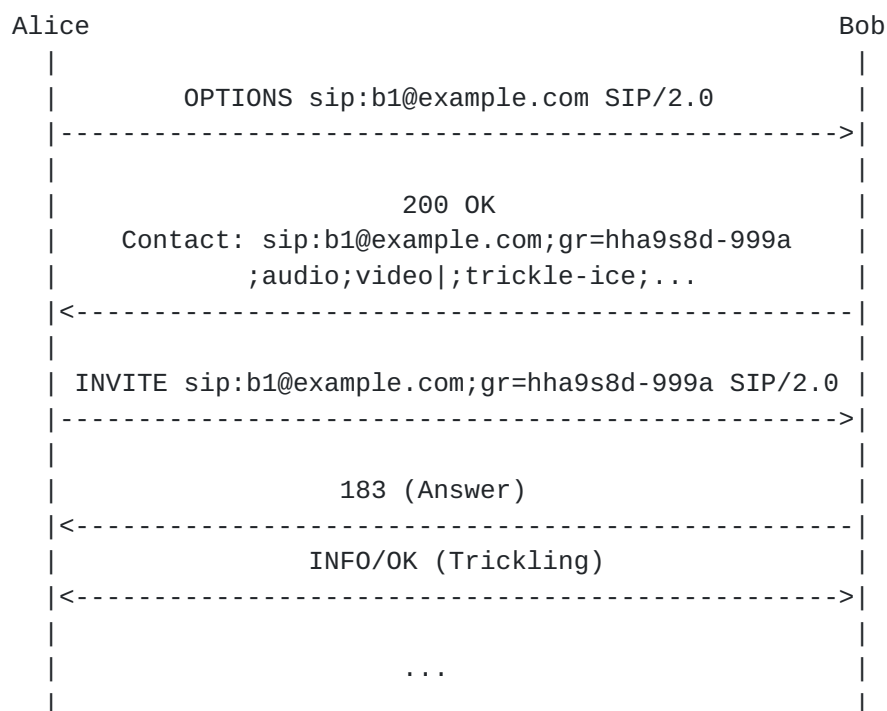 Alice                                                Bob
  |                                                   |
  |        OPTIONS sip:b1@example.com SIP/2.0         |
  |-------------------------------------------------->|
  |                                                   |
  |                      200 OK                       |
  |    Contact: sip:b1@example.com;gr=hha9s8d-999a    |
  |            ;audio;video|;trickle-ice;...          |
  |<--------------------------------------------------|
  |                                                   |
  | INVITE sip:b1@example.com;gr=hha9s8d-999a SIP/2.0 |
  |-------------------------------------------------->|
  |                                                   |
  |                  183 (Answer)                     |
  |<--------------------------------------------------|
  |                INFO/OK (Trickling)                |
  |<------------------------------------------------->|
  |                                                   |
  |                      ...                          |
  |                                                   |